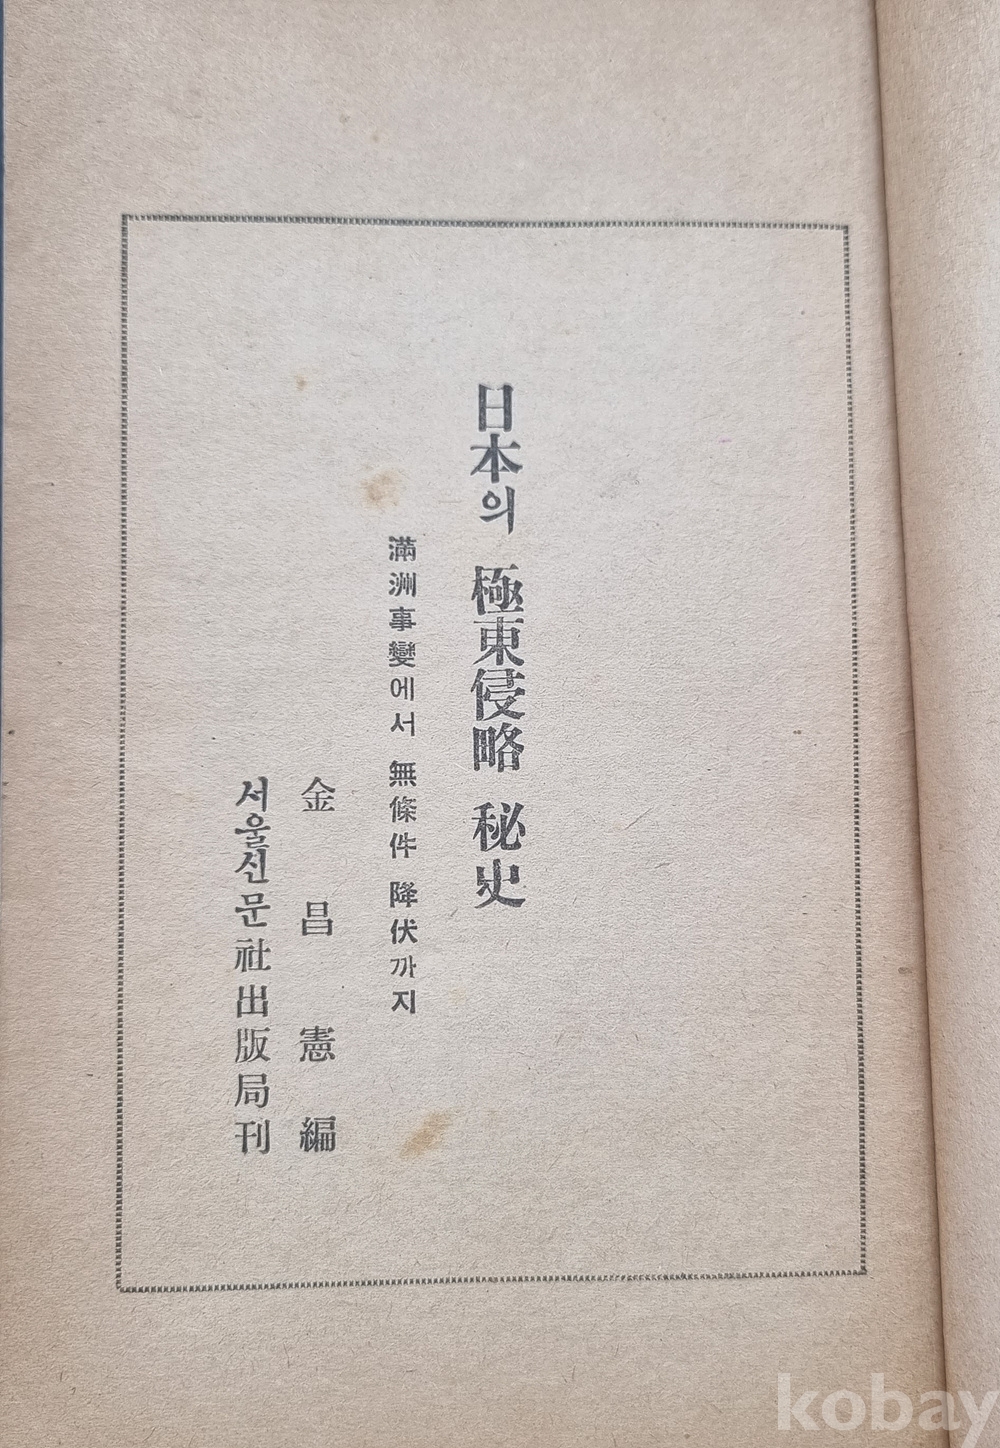 日本의 極東侵略 秘史
滿洲事變에서 無條件 降伏까지
金昌憲編
서울신문社出版局刊
kobay